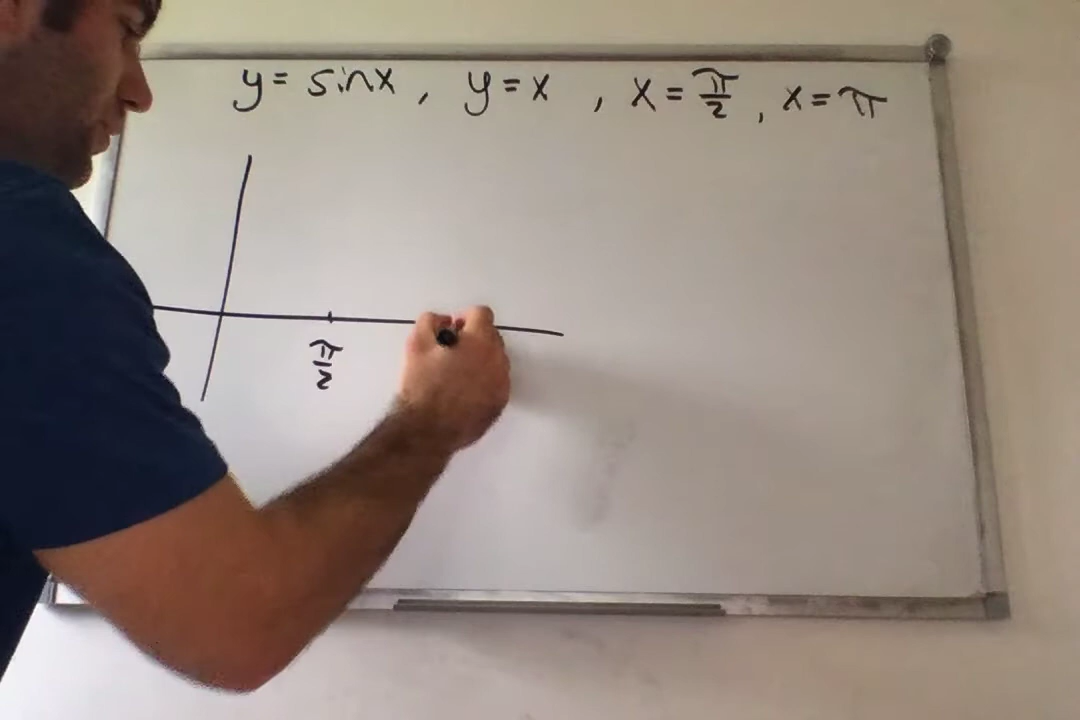 y = sinx , y = x , x = π/2 , x = π
π/2